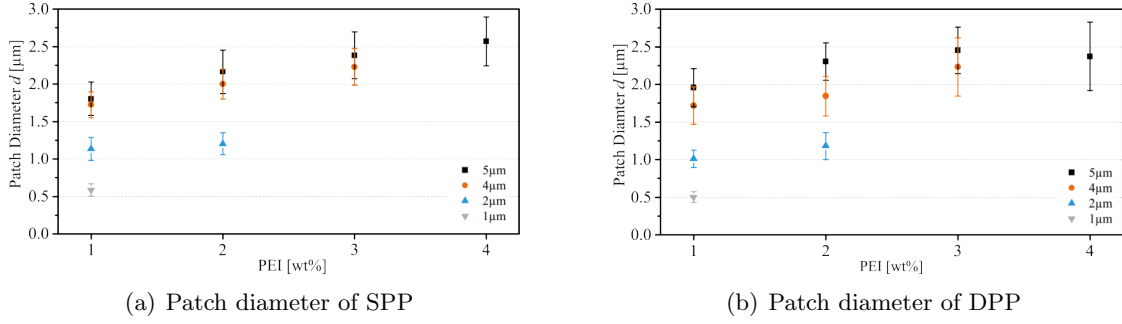 3.0
2.5
2.0
1.5
1.0
0.5
0.0
Patch Diameter d [µm]
5µm
4µm
2µm
1µm
1 2 3 4
PEI [wt%]
(a) Patch diameter of SPP
3.0
2.5
2.0
1.5
1.0
0.5
0.0
Patch Diamter d [µm]
5µm
4µm
2µm
1µm
1 2 3 4
PEI [wt%]
(b) Patch diameter of DPP